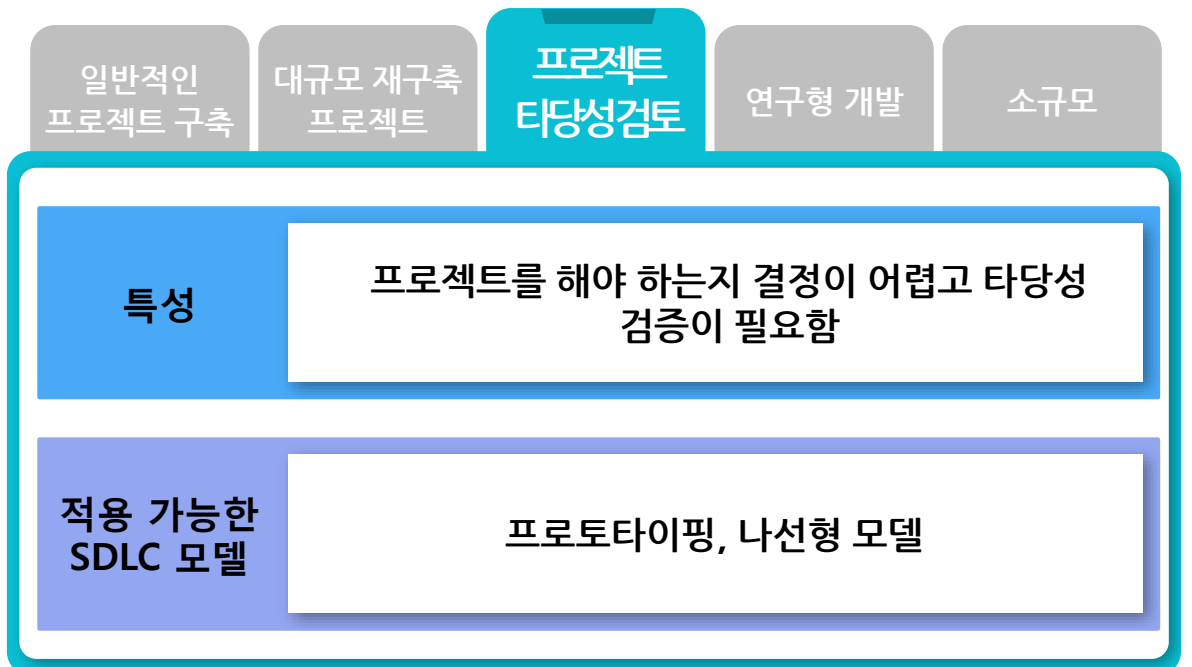 일반적인
프로젝트 구축
대규모 재구축
프로젝트
프로젝트
타당성검토
연구형 개발
소규모
특성
프로젝트를 해야 하는지 결정이 어렵고 타당성
검증이 필요함
적용 가능한
SDLC 모델
프로토타이핑, 나선형 모델